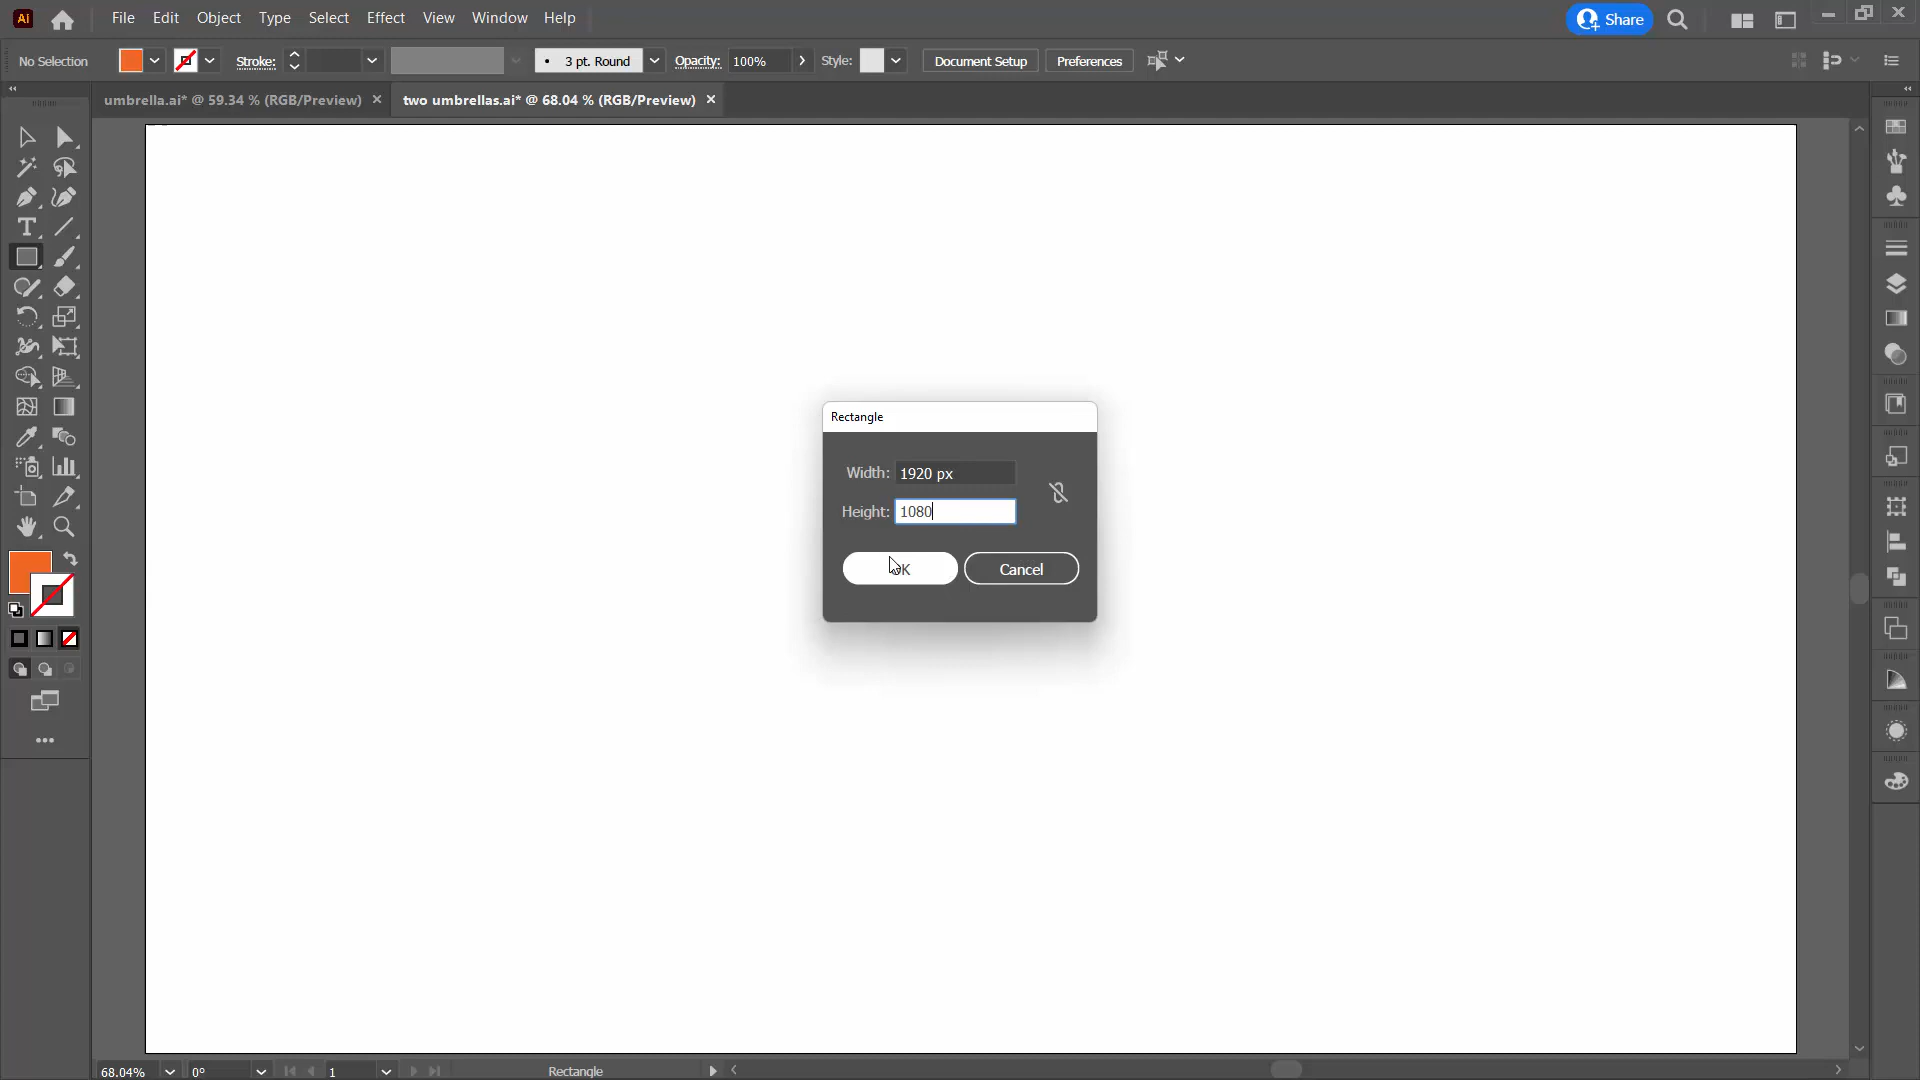 Ai File Edit Object Type Select Effect View Window Help Share
No Selection Stroke: 3 pt. Round Opacity: 100% Style: Document Setup Preferences
umbrella.ai* @ 59.34 % (RGB/Preview) two umbrellas.ai* @ 68.04 % (RGB/Preview)
Rectangle
Width: 1920 px
Height: 1080
OK Cancel
68.04% 0° 1 Rectangle